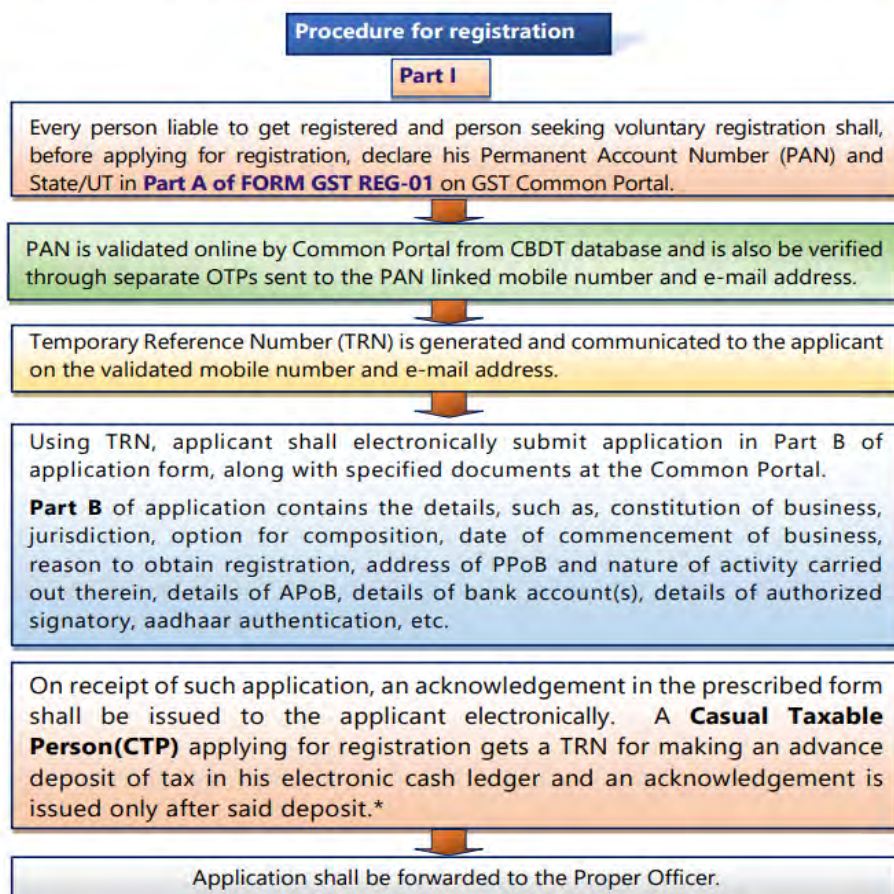 Procedure for registration
Part I
Every person liable to get registered and person seeking voluntary registration shall,
before applying for registration, declare his Permanent Account Number (PAN) and
State/UT in Part A of FORM GST REG-01 on GST Common Portal.
PAN is validated online by Common Portal from CBDT database and is also be verified
through separate OTPs sent to the PAN linked mobile number and e-mail address.
Temporary Reference Number (TRN) is generated and communicated to the applicant
on the validated mobile number and e-mail address.
Using TRN, applicant shall electronically submit application in Part B of
application form, along with specified documents at the Common Portal.
Part B of application contains the details, such as, constitution of business,
jurisdiction, option for composition, date of commencement of business,
reason to obtain registration, address of PPoB and nature of activity carried
out therein, details of APoB, details of bank account(s), details of authorized
signatory, aadhaar authentication, etc.
On receipt of such application, an acknowledgement in the prescribed form
shall be issued to the applicant electronically. A Casual Taxable
Person(CTP) applying for registration gets a TRN for making an advance
deposit of tax in his electronic cash ledger and an acknowledgement is
issued only after said deposit.*
Application shall be forwarded to the Proper Officer.